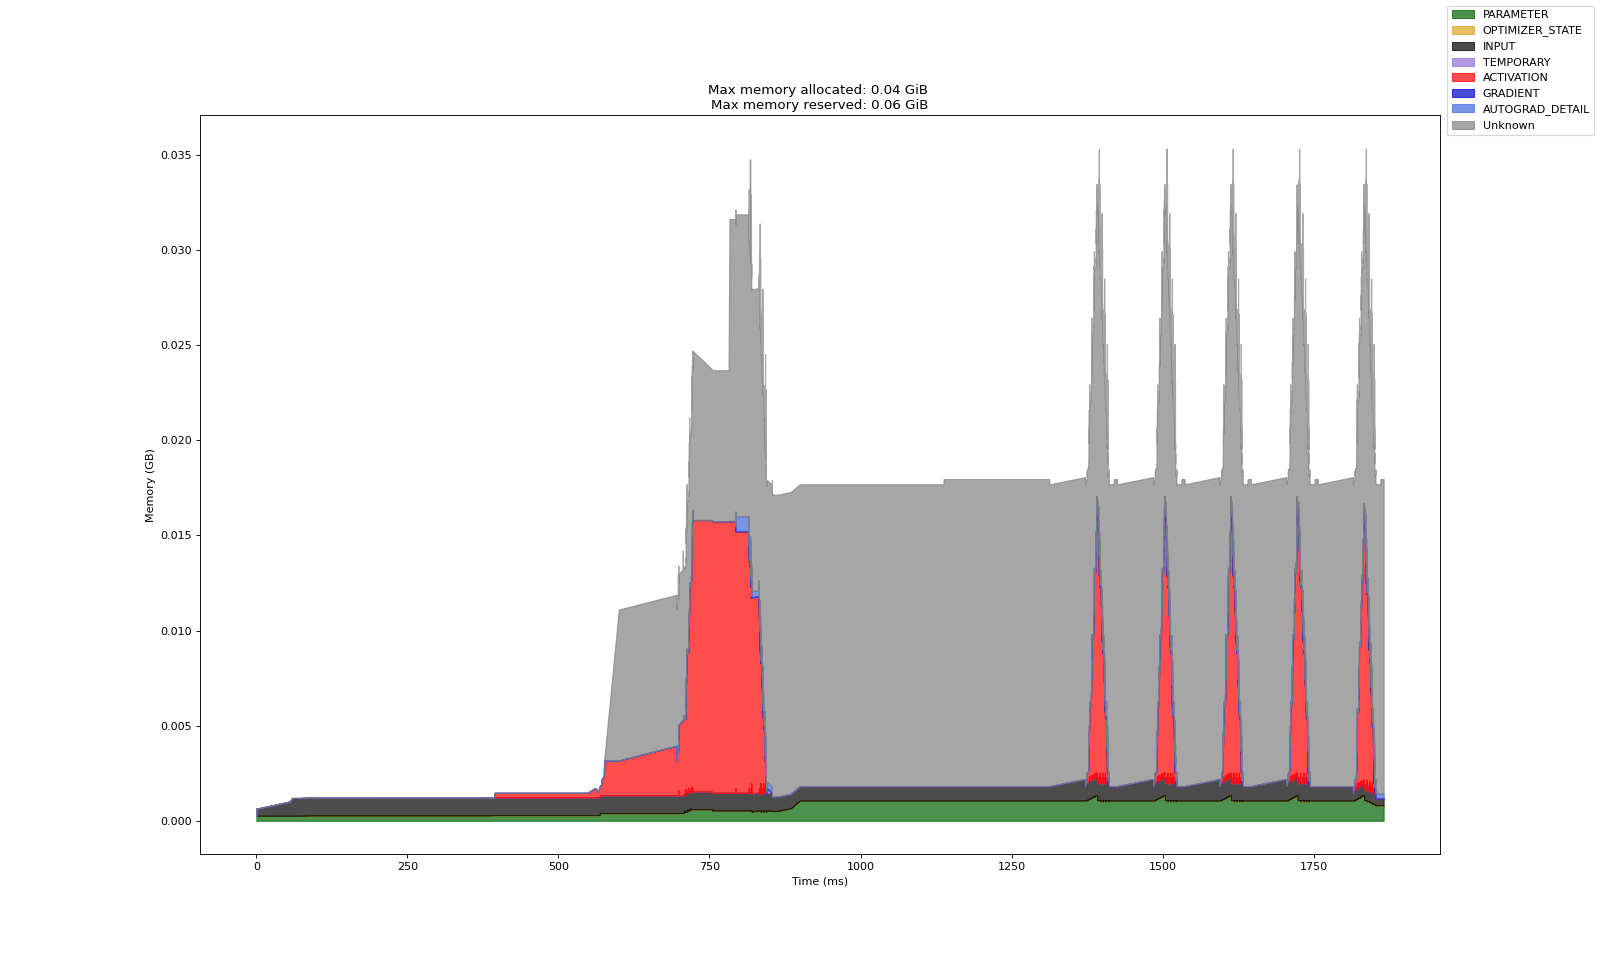 PARAMETER
OPTIMIZER_STATE
INPUT
TEMPORARY
ACTIVATION
GRADIENT
AUTOGRAD_DETAIL
Unknown
Max memory allocated: 0.04 GiB
Max memory reserved: 0.06 GiB
0.035
0.030
0.025
0.020
0.015
0.010
0.005
0.000
Memory (GB)
0 250 500 750 1000 1250 1500 1750
Time (ms)